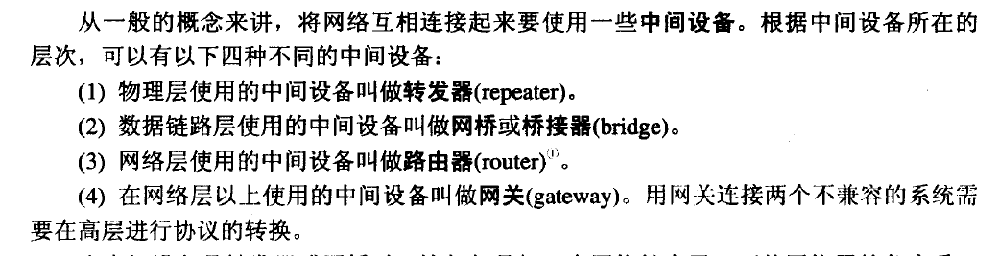 从一般的概念来讲，将网络互相连接起来要使用一些中间设备。根据中间设备所在的
层次，可以有以下四种不同的中间设备：
(1) 物理层使用的中间设备叫做转发器(repeater)。
(2) 数据链路层使用的中间设备叫做网桥或桥接器(bridge)。
(3) 网络层使用的中间设备叫做路由器(router)①。
(4) 在网络层以上使用的中间设备叫做网关(gateway)。用网关连接两个不兼容的系统需
要在高层进行协议的转换。